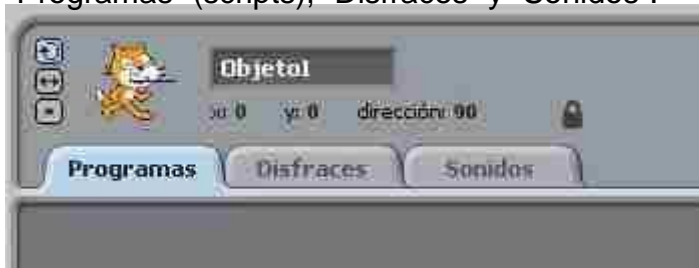 Programas (scripts), Disfraces y Sonidos".
Objeto1
x: 0 y: 0 dirección: 90
Programas Disfraces Sonidos